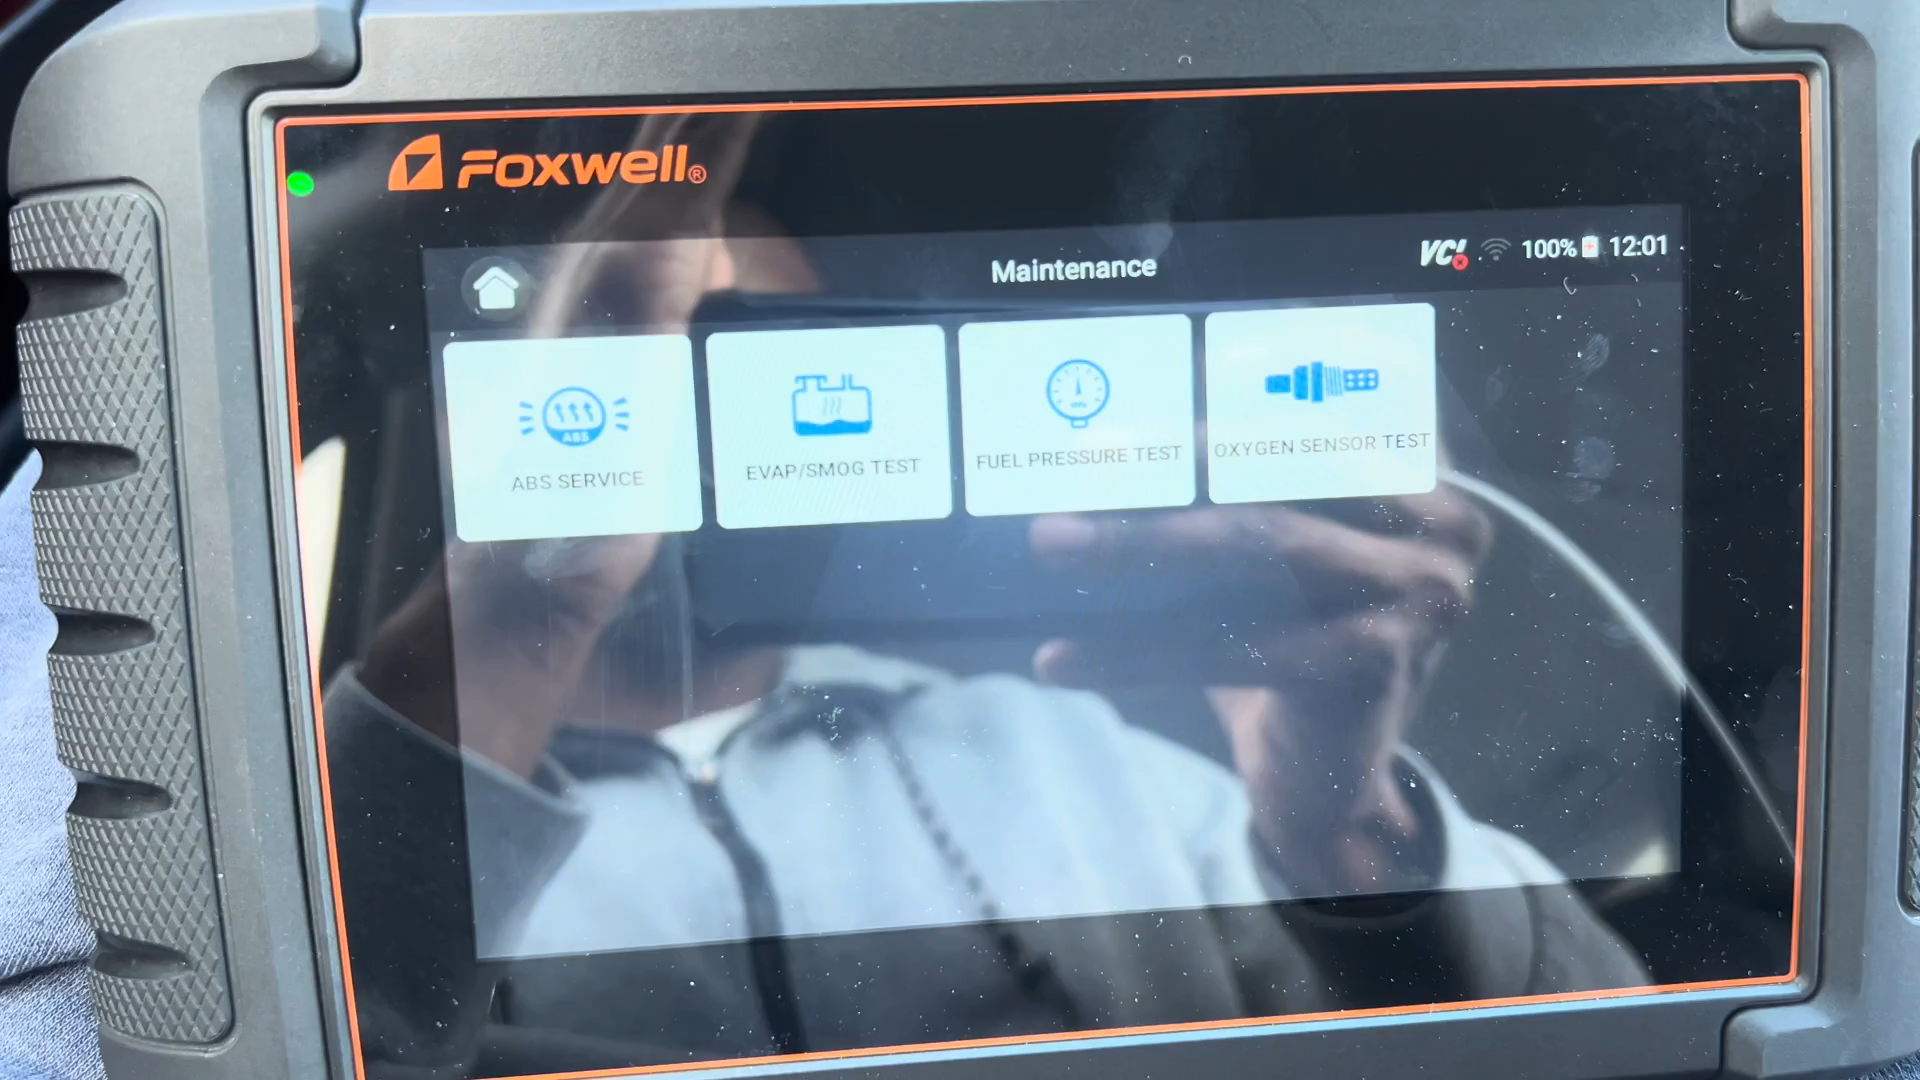 Foxwell®
Maintenance
VCI
100%
12:01
ABS
ABS SERVICE
EVAP/SMOG TEST
FUEL PRESSURE TEST
OXYGEN SENSOR TEST